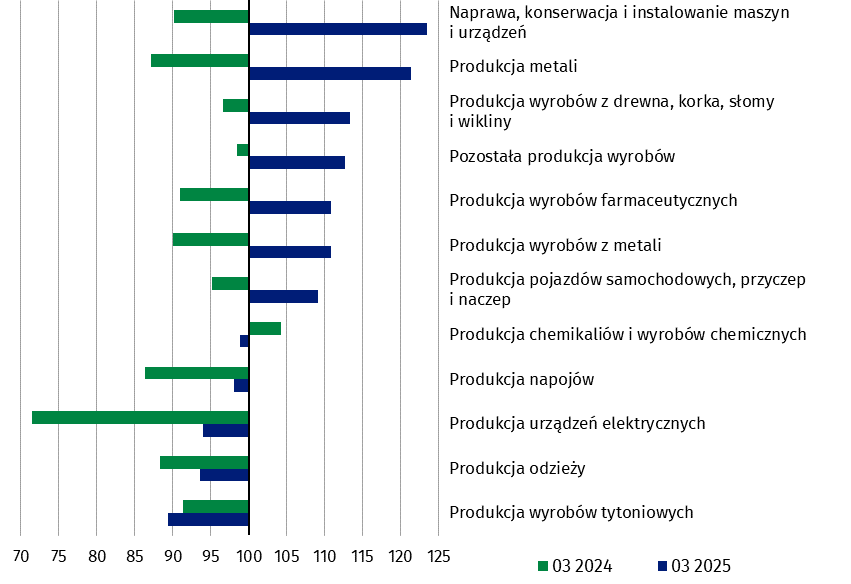 Naprawa, konserwacja i instalowanie maszyn
i urządzeń
Produkcja metali
Produkcja wyrobów z drewna, korka, słomy
i wikliny
Pozostała produkcja wyrobów
Produkcja wyrobów farmaceutycznych
Produkcja wyrobów z metali
Produkcja pojazdów samochodowych, przyczep
i naczep
Produkcja chemikaliów i wyrobów chemicznych
Produkcja napojów
Produkcja urządzeń elektrycznych
Produkcja odzieży
Produkcja wyrobów tytoniowych
70 75 80 85 90 95 100 105 110 115 120 125
03 2024 03 2025